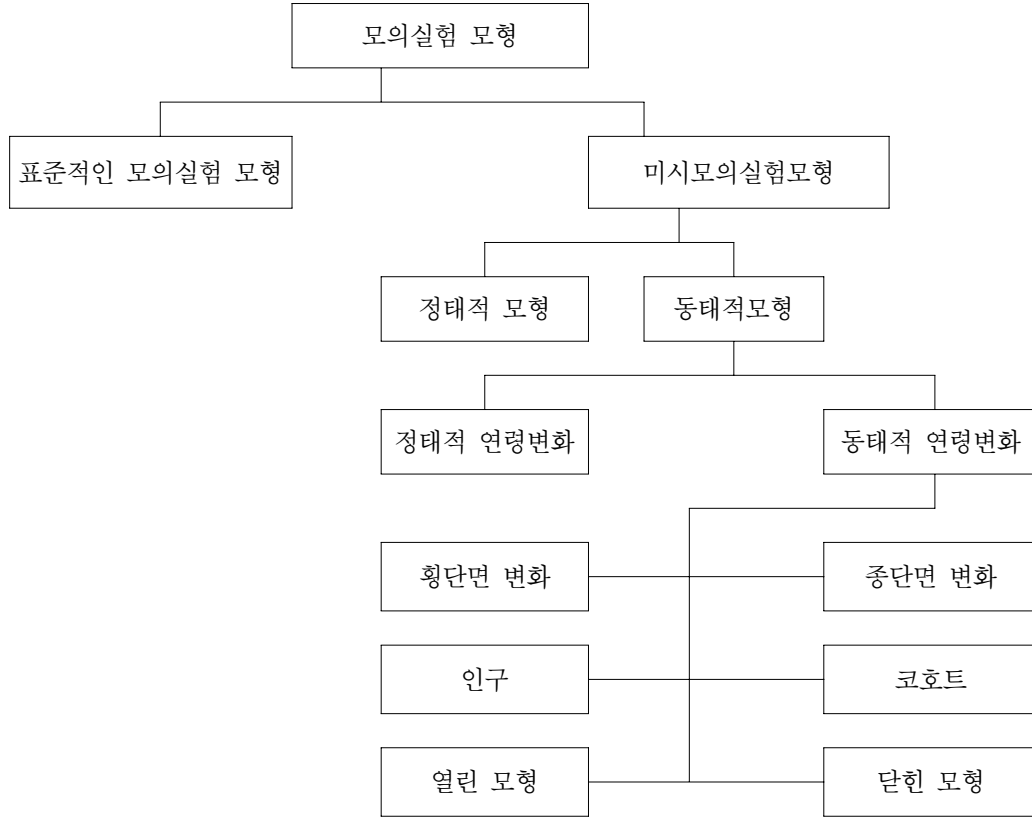 모의실험 모형
표준적인 모의실험 모형
미시모의실험모형
정태적 모형
동태적모형
정태적 연령변화
동태적 연령변화
횡단면 변화
종단면 변화
인구
코호트
열린 모형
닫힌 모형